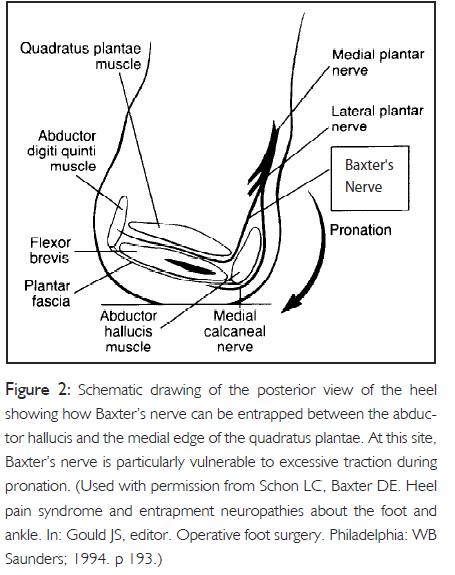 Quadratus plantae
muscle
Medial plantar
nerve
Lateral plantar
nerve
Abductor
digiti quinti
muscle
Baxter's
Nerve
Pronation
Flexor
brevis
Plantar
fascia
Abductor
hallucis
muscle
Medial
calcaneal
nerve
Figure 2: Schematic drawing of the posterior view of the heel
showing how Baxter's nerve can be entrapped between the abduc-
tor hallucis and the medial edge of the quadratus plantae. At this site,
Baxter's nerve is particularly vulnerable to excessive traction during
pronation. (Used with permission from Schon LC, Baxter DE. Heel
pain syndrome and entrapment neuropathies about the foot and
ankle. In: Gould JS, editor. Operative foot surgery. Philadelphia: WB
Saunders; 1994. p 193.)